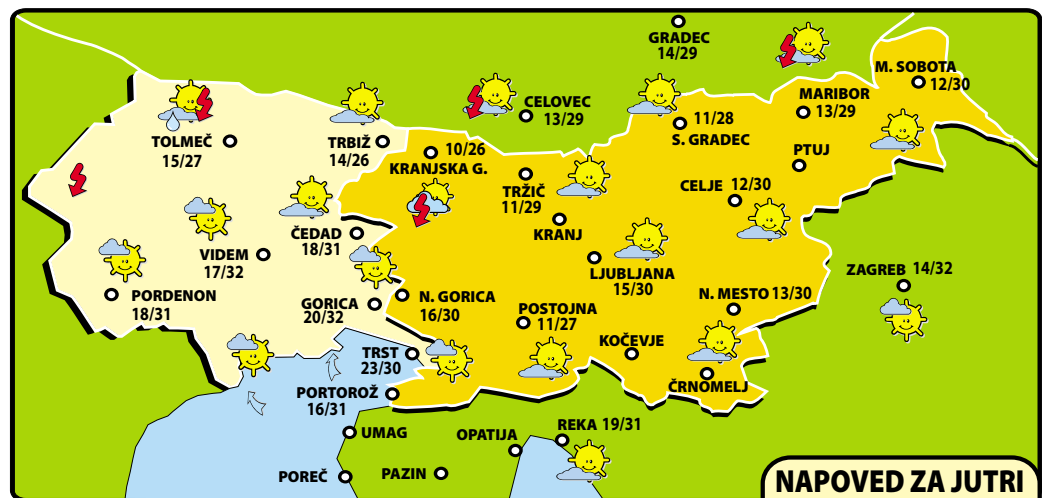 GRADEC
14/29
M. SOBOTA
12/30
MARIBOR
13/29
CELOVEC
13/29
11/28
S. GRADEC
TOLMEČ
15/27
TRBIŽ
14/26
10/26
KRANJSKA G.
PTUJ
TRŽIČ
11/29
CELJE 12/30
KRANJ
ČEDAD
18/31
VIDEM
17/32
LJUBLJANA
15/30
ZAGREB 14/32
PORDENON
18/31
GORICA
20/32
N. GORICA
16/30
POSTOJNA
11/27
N. MESTO 13/30
TRST
23/30
KOČEVJE
ČRNOMELJ
PORTOROŽ
16/31
UMAG
OPATIJA
REKA 19/31
POREČ
PAZIN
NAPOVED ZA JUTRI